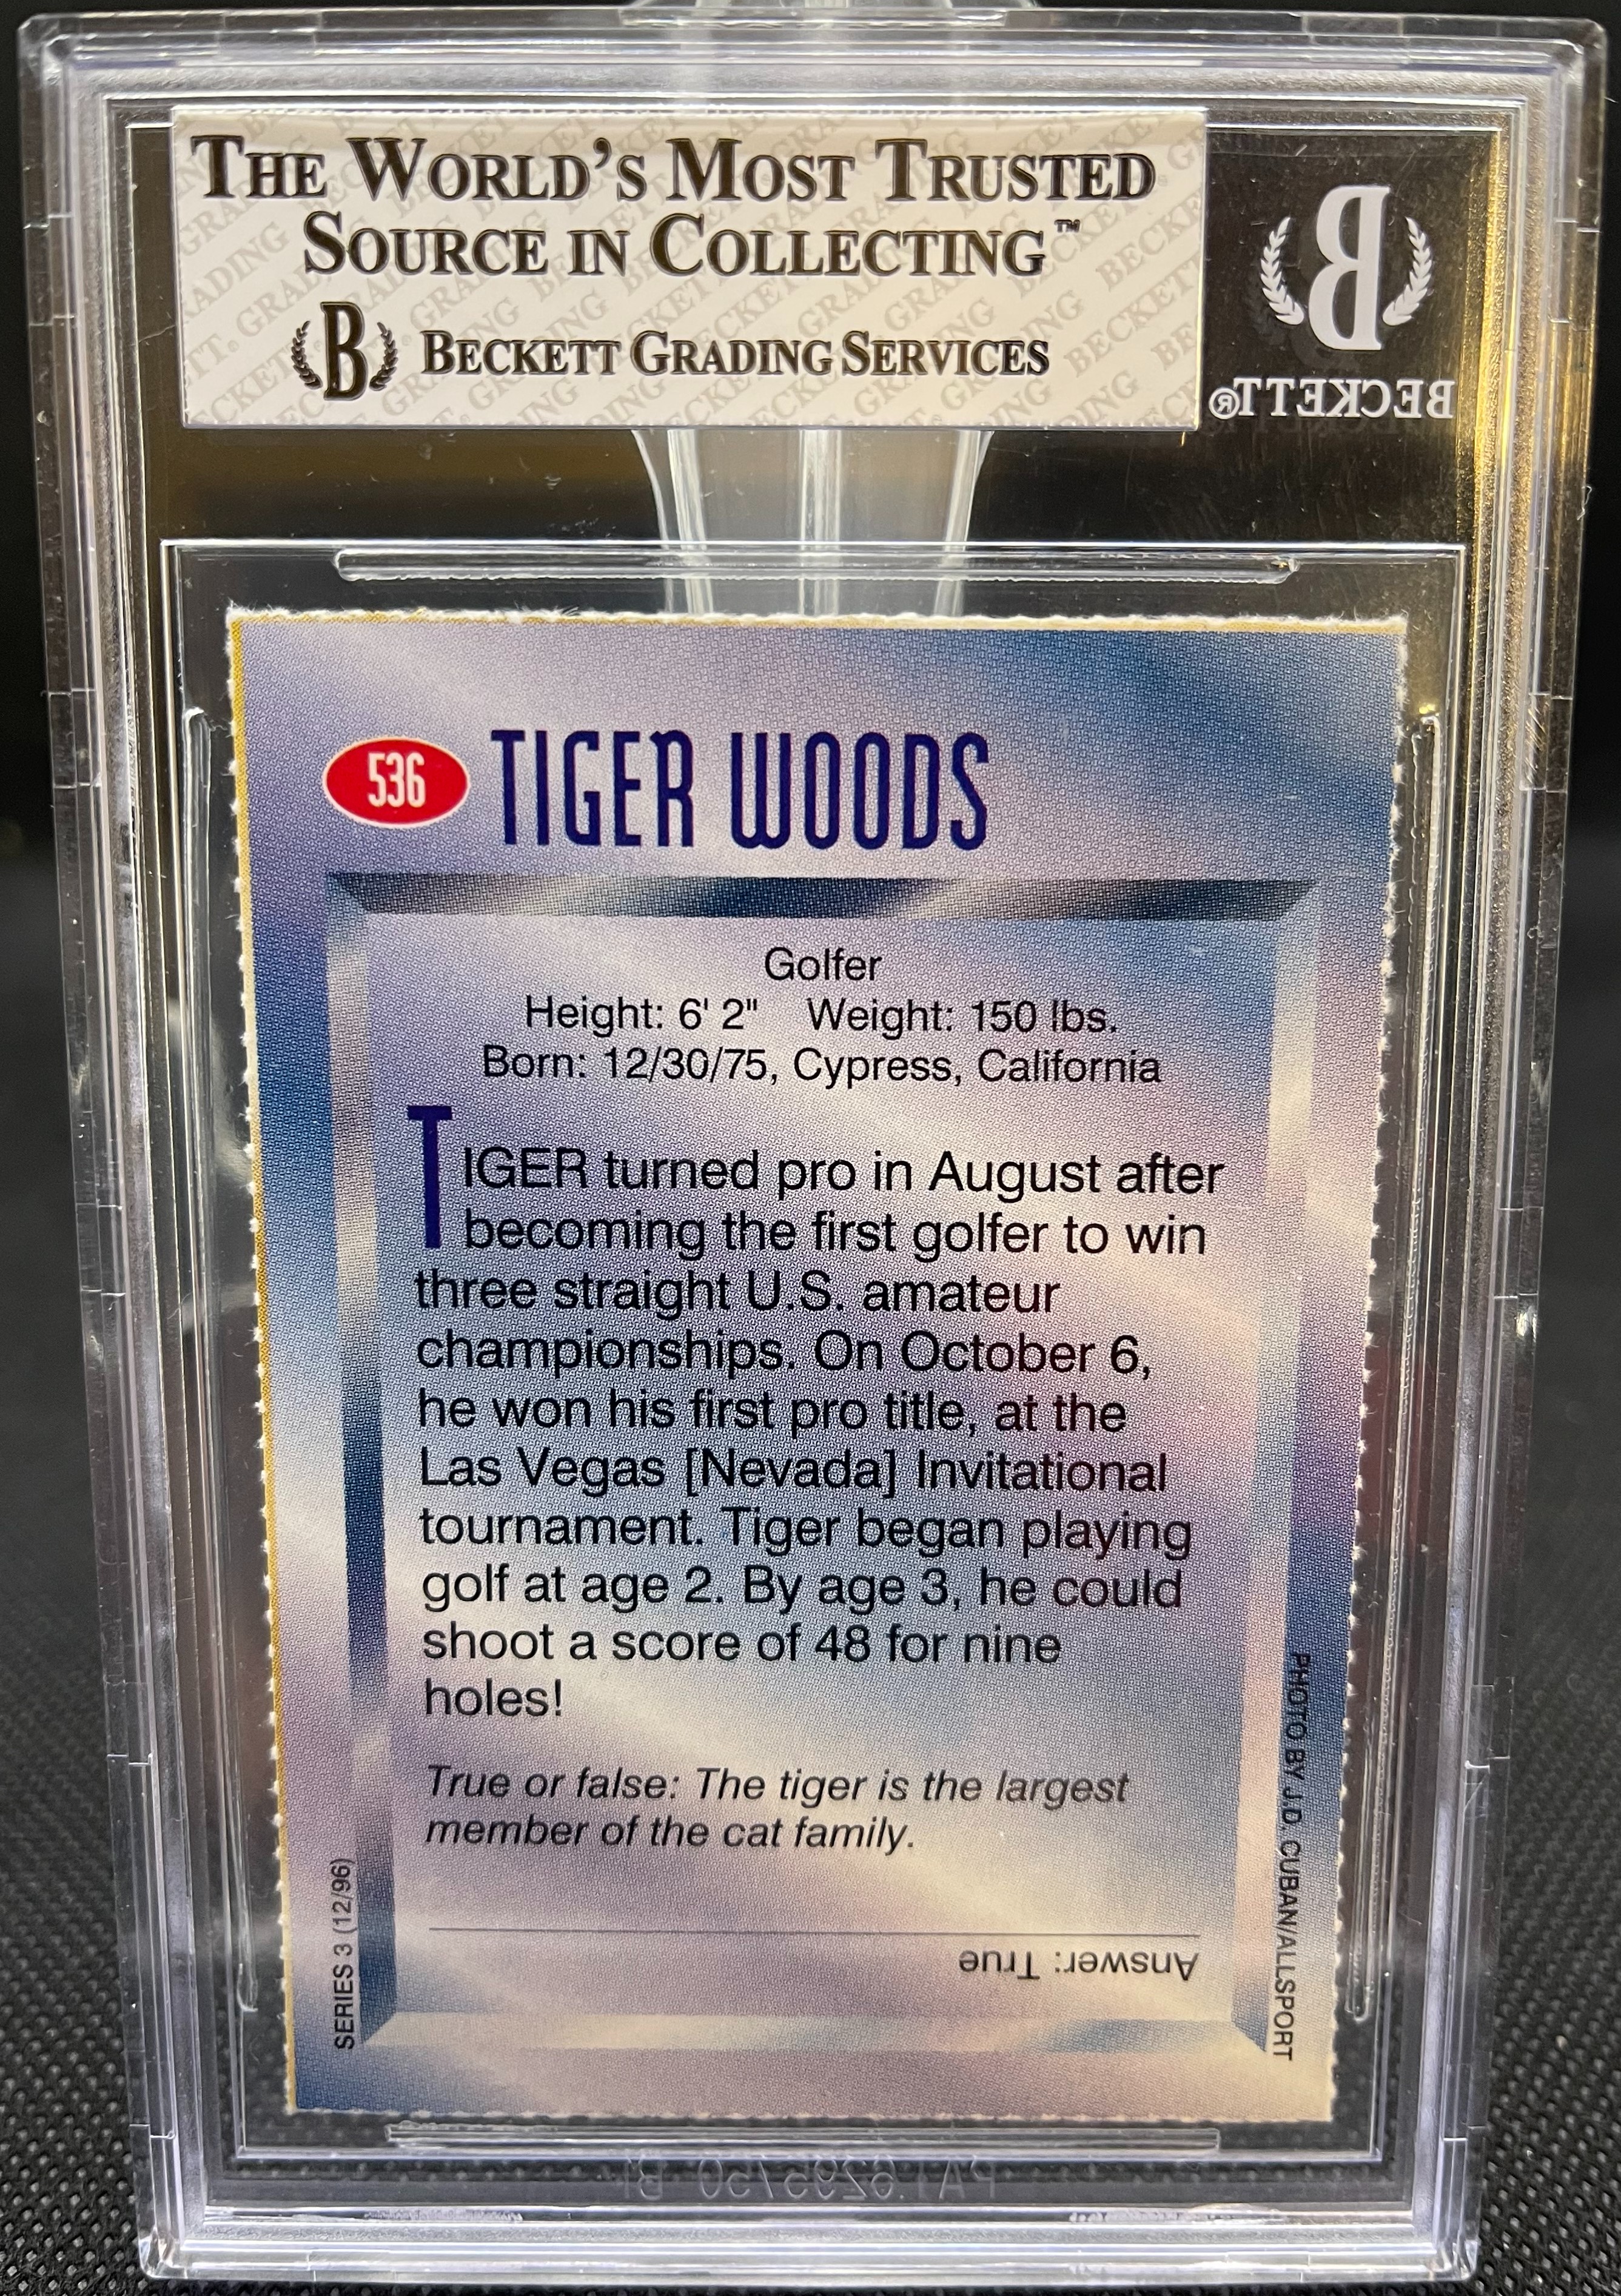 THE WORLD'S MOST TRUSTED
SOURCE IN COLLECTING™
B BECKETT GRADING SERVICES
B
BECKETT®
536 TIGER WOODS
Golfer
Height: 6' 2" Weight: 150 lbs.
Born: 12/30/75, Cypress, California
TIGER turned pro in August after
becoming the first golfer to win
three straight U.S. amateur
championships. On October 6,
he won his first pro title, at the
Las Vegas [Nevada] Invitational
tournament. Tiger began playing
golf at age 2. By age 3, he could
shoot a score of 48 for nine
holes!
True or false: The tiger is the largest
member of the cat family.
Answer: True
SERIES 3 (12/96)
PHOTO BY J.D. CUBAN/ALLSPORT